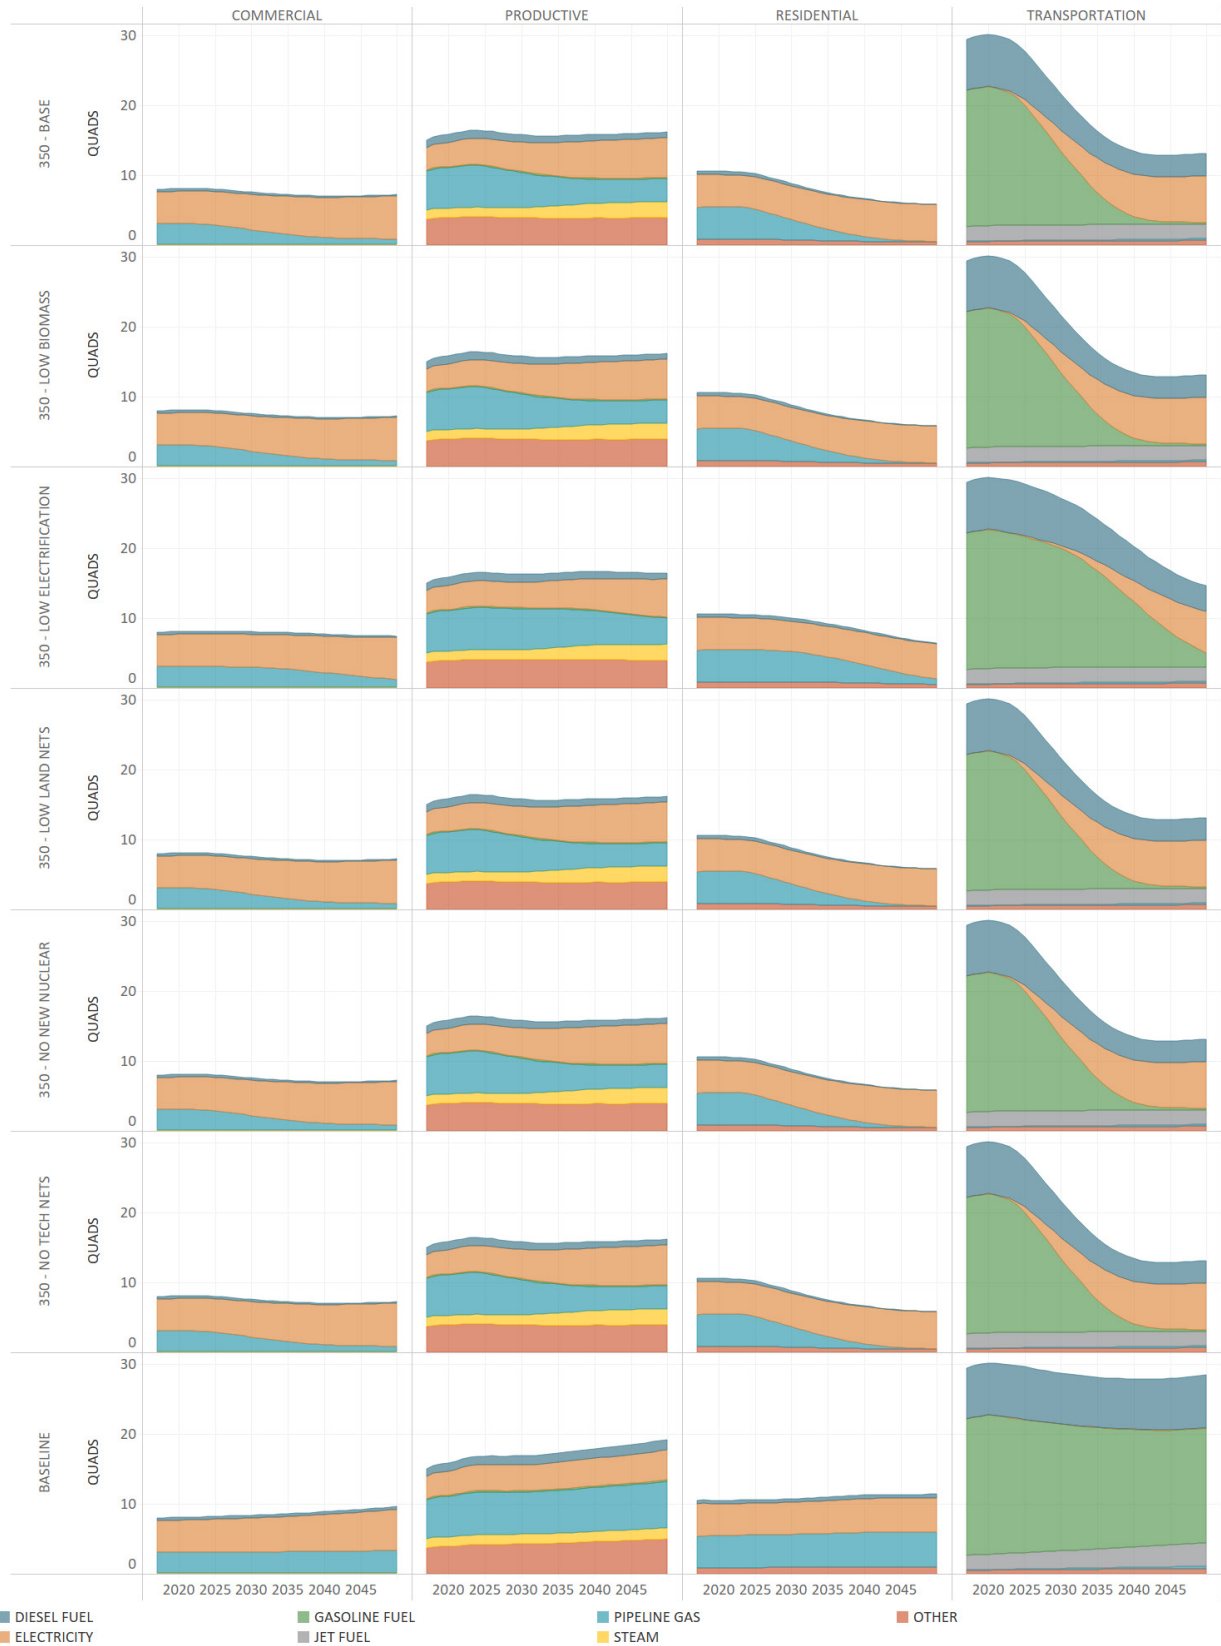 COMMERCIAL PRODUCTIVE RESIDENTIAL TRANSPORTATION
350 - BASE
QUADS
30
20
10
0
350 - LOW BIOMASS
QUADS
30
20
10
0
350 - LOW ELECTRIFICATION
QUADS
30
20
10
0
350 - LOW LAND NETS
QUADS
30
20
10
0
350 - NO NEW NUCLEAR
QUADS
30
20
10
0
350 - NO TECH NETS
QUADS
30
20
10
0
BASELINE
QUADS
30
20
10
0
2020 2025 2030 2035 2040 2045 2020 2025 2030 2035 2040 2045 2020 2025 2030 2035 2040 2045 2020 2025 2030 2035 2040 2045
DIESEL FUEL GASOLINE FUEL PIPELINE GAS OTHER
ELECTRICITY JET FUEL STEAM